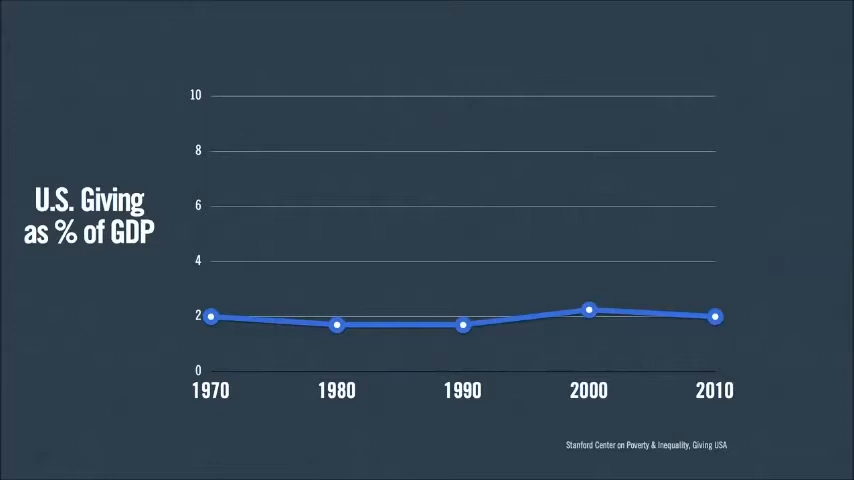 10
8
U.S. Giving
as % of GDP
6
4
2
0
1970 1980 1990 2000 2010
Stanford Center on Poverty & Inequality, Giving USA